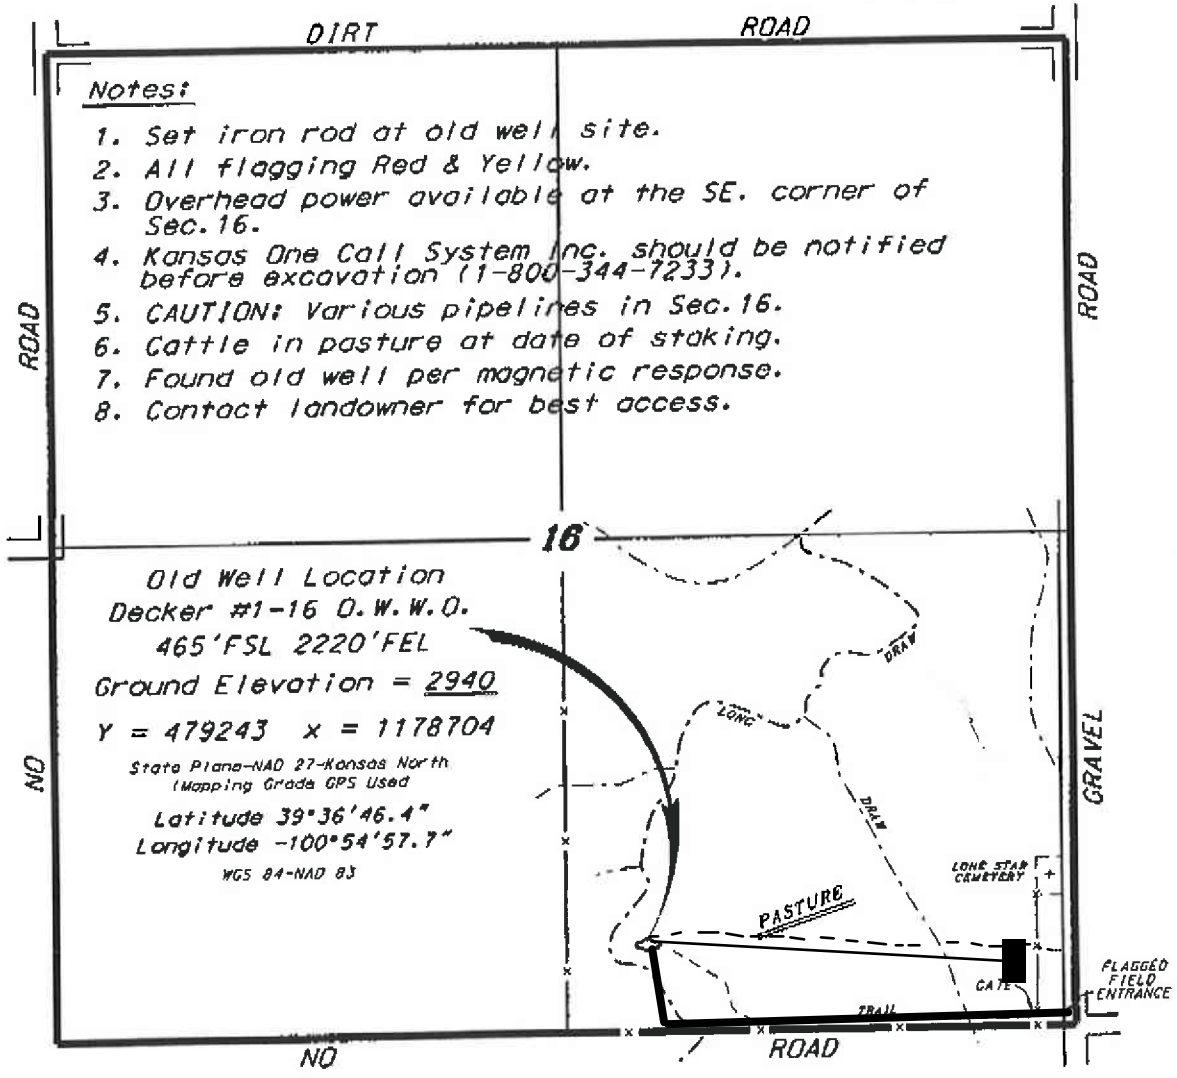 DIRT ROAD
Notes:
1. Set iron rod at old well site.
2. All flagging Red & Yellow.
3. Overhead power available at the SE. corner of
Sec.16.
4. Kansas One Call System Inc. should be notified
before excavation (1-800-344-7233).
5. CAUTION: Various pipelines in Sec.16.
6. Cattle in pasture at date of staking.
7. Found old well per magnetic response.
8. Contact landowner for best access.
ROAD
ROAD
16
Old Well Location
Decker #1-16 O.W.W.O.
465'FSL 2220'FEL
Ground Elevation = 2940
Y = 479243 x = 1178704
State Plane-NAD 27-Kansas North
(Mapping Grade GPS Used
Latitude 39°36'46.4"
Longitude -100°54'57.7"
WGS 84-NAD 83
NO
DRAW
LONG
GRAVEL
DRAW
LONE STAR
CEMETERY
PASTURE
GATE
FLAGGED
FIELD
ENTRANCE
TRAIL
NO ROAD